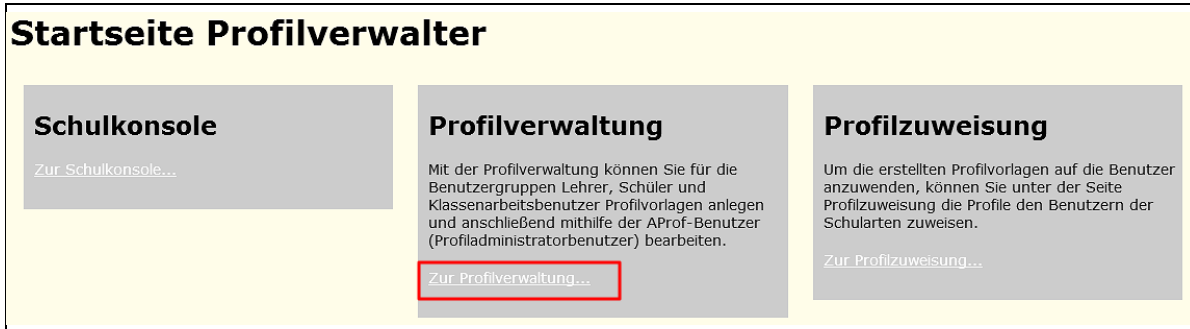 Startseite Profilverwalter
Schulkonsole
Zur Schulkonsole...
Profilverwaltung
Mit der Profilverwaltung können Sie für die
Benutzergruppen Lehrer, Schüler und
Klassenarbeitsbenutzer Profilvorlagen anlegen
und anschließend mithilfe der AProf-Benutzer
(Profiladministratorbenutzer) bearbeiten.
Zur Profilverwaltung...
Profilzuweisung
Um die erstellten Profilvorlagen auf die Benutzer
anzuwenden, können Sie unter der Seite
Profilzuweisung die Profile den Benutzern der
Schularten zuweisen.
Zur Profilzuweisung...